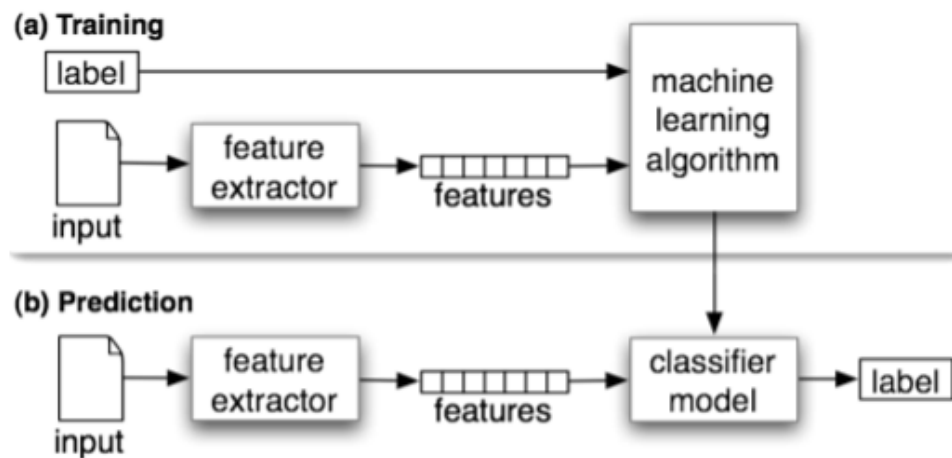 (a) Training
label
machine
learning
algorithm
feature
extractor
features
input
(b) Prediction
feature
extractor
features
classifier
model
label
input